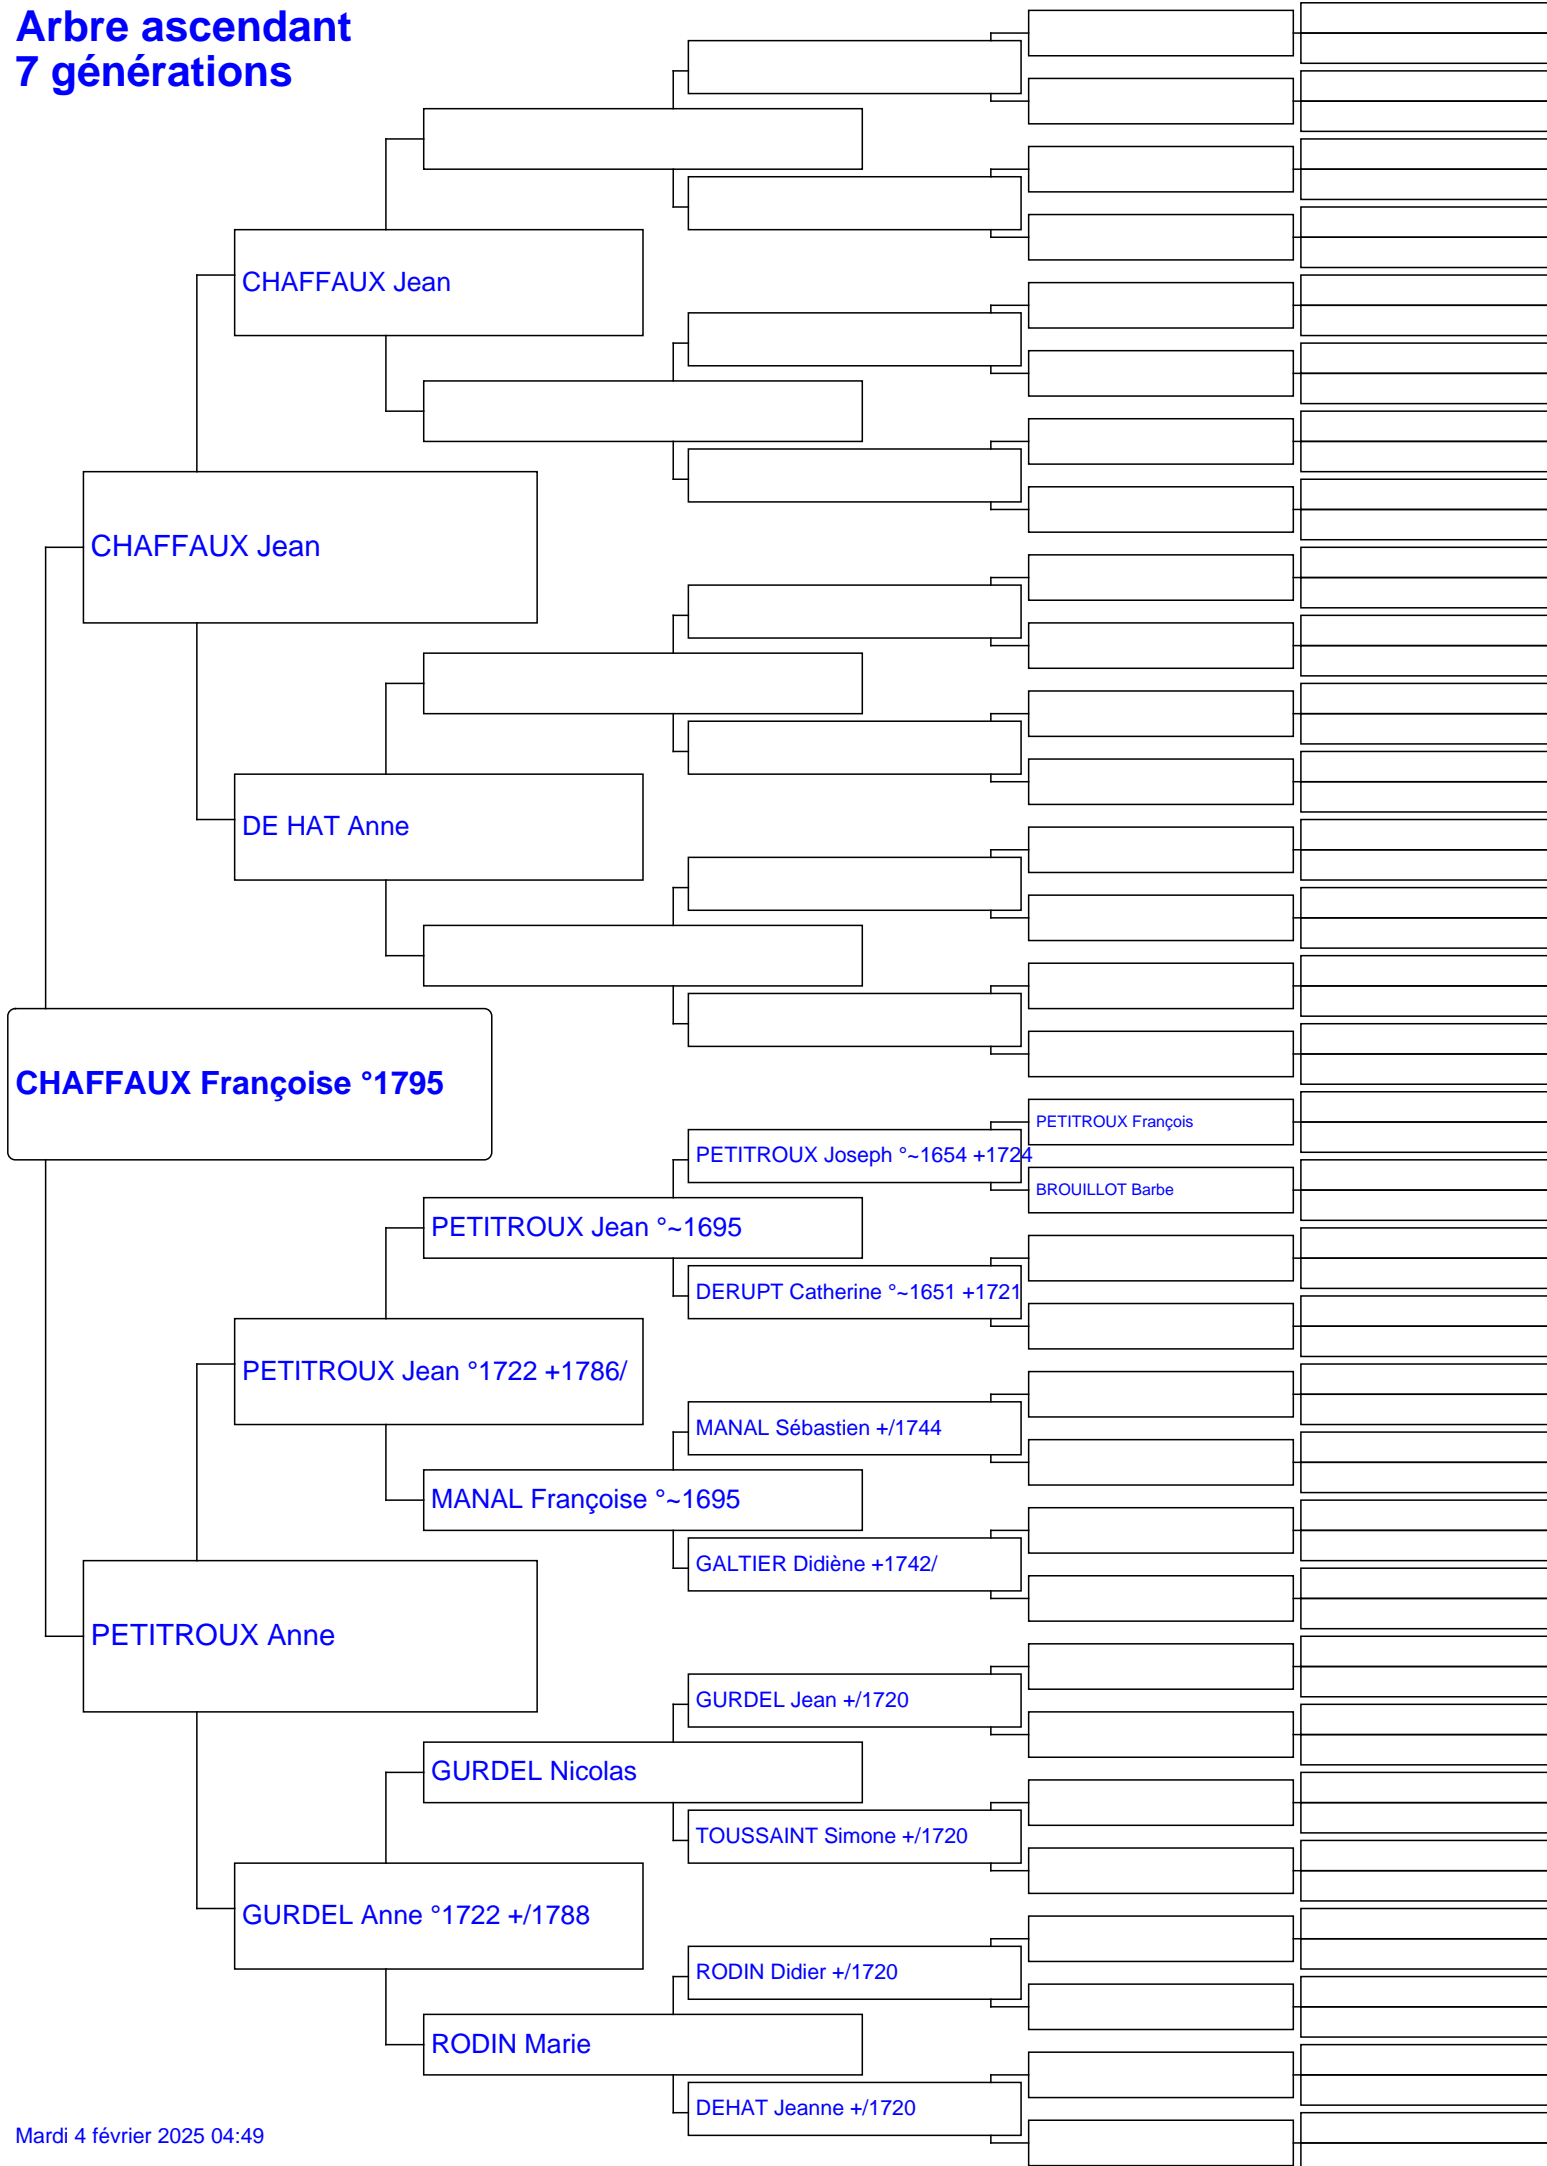 Arbre ascendant
7 générations
CHAFFAUX Jean
CHAFFAUX Jean
DE HAT Anne
CHAFFAUX Françoise °1795
PETITROUX François
PETITROUX Joseph °~1654 +1724
BROUILLOT Barbe
PETITROUX Jean °~1695
DERUPT Catherine °~1651 +1721
PETITROUX Jean °1722 +1786/
MANAL Sébastien +/1744
MANAL Françoise °~1695
GALTIER Didiène +1742/
PETITROUX Anne
GURDEL Jean +/1720
GURDEL Nicolas
TOUSSAINT Simone +/1720
GURDEL Anne °1722 +/1788
RODIN Didier +/1720
RODIN Marie
DEHAT Jeanne +/1720
Mardi 4 février 2025 04:49